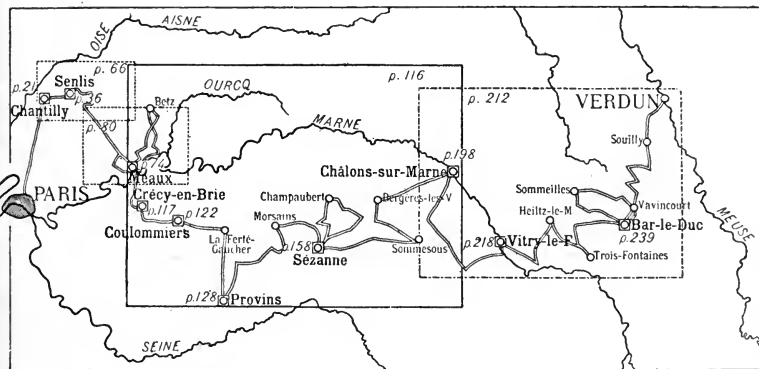 OISE
AISNE
p. 66
p.21
Senlis
p.36
Chantilly
Betz
OURCQ
p. 116
p. 212
p.80
MARNE
VERDUN
Souilly
p.74
Meaux
PARIS
Châlons-sur-Marne
p.198
Crécy-en-Brie
p.117
p.122
Coulommiers
Champaubert
Bergères-les-V
Sommeilles
Vavincourt
MEUSE
Morsains
Heiltz-le-M
La Ferté-
Gaucher
p.158
Sézanne
Sommesous
p.218
Vitry-le-F.
Bar-le-Duc
p.239
Trois-Fontaines
p.128
Provins
SEINE